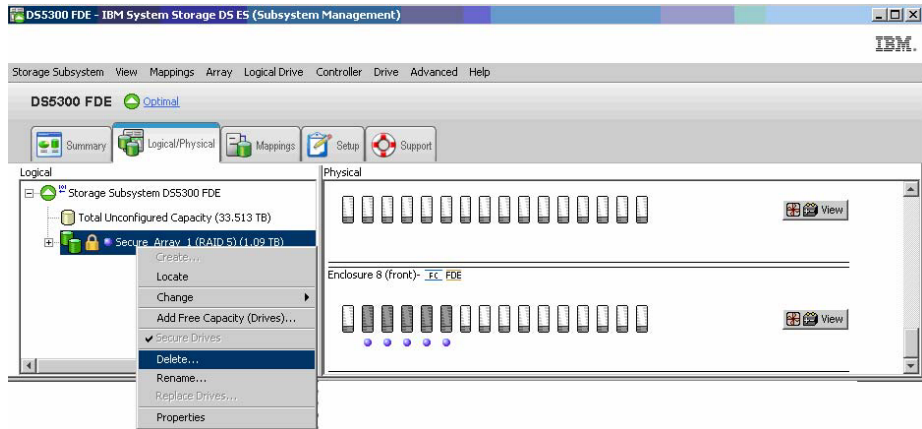 DS5300 FDE - IBM System Storage DS ES (Subsystem Management)
IBM.
Storage Subsystem View Mappings Array Logical Drive Controller Drive Advanced Help
DS5300 FDE Optimal
Summary Logical/Physical Mappings Setup Support
Logical
Physical
Storage Subsystem DS5300 FDE
Total Unconfigured Capacity (33.513 TB)
Secure_Array_1 (RAID 5) (1.09 TB)
View
Enclosure 8 (front)- FC FDE
View
Create...
Locate
Change
Add Free Capacity (Drives)...
Secure Drives
Delete...
Rename...
Replace Drives...
Properties